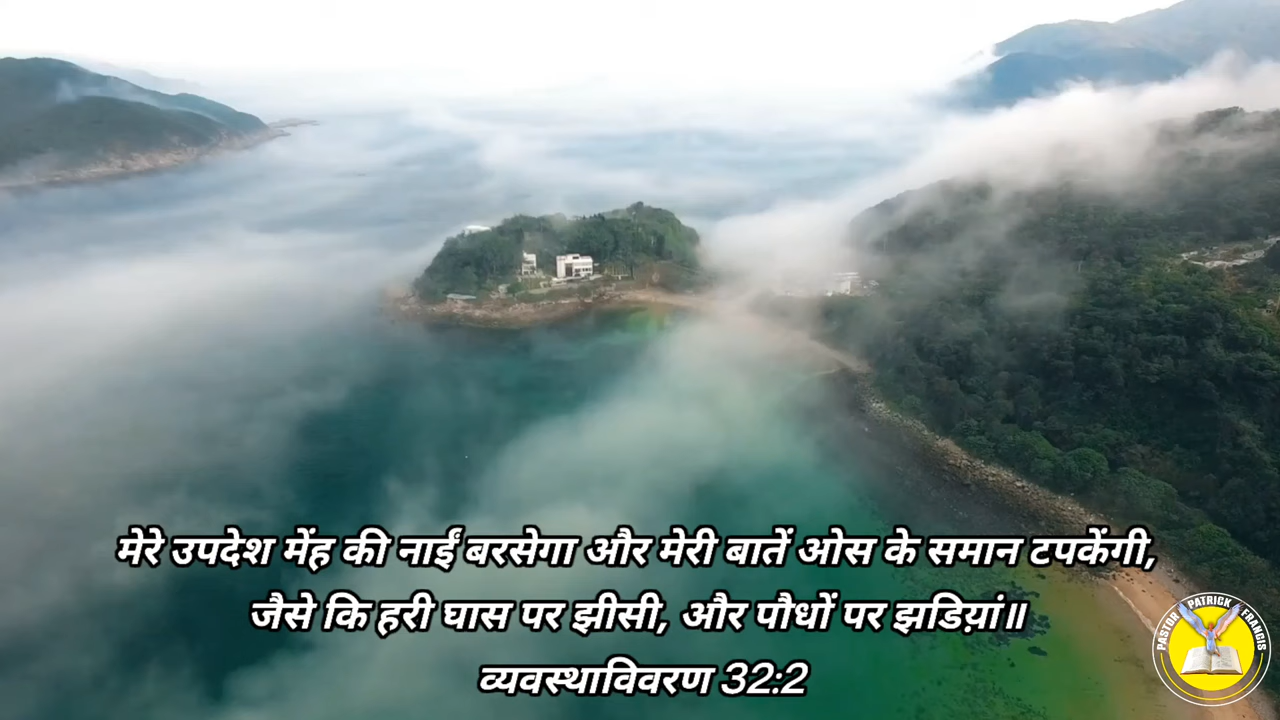 मेरे उपदेश मेंह की नाईं बरसेगा और मेरी बातें ओस के समान टपकेंगी,
जैसे कि हरी घास पर झीसी, और पौधों पर झडिय़ां॥
व्यवस्थाविवरण 32:2
PASTOR PATRICK FRANCIS